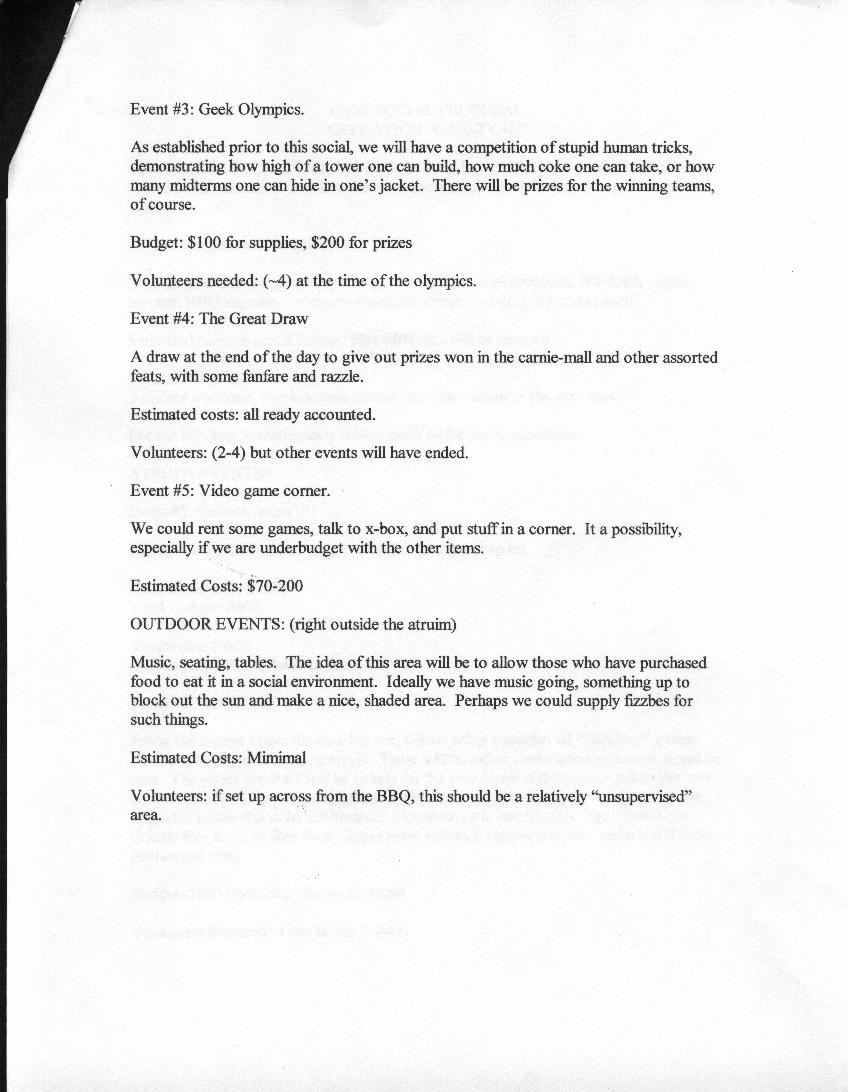 Event #3: Geek Olympics.
As established prior to this social, we will have a competition of stupid human tricks,
demonstrating how high of a tower one can build, how much coke one can take, or how
many midterms one can hide in one's jacket. There will be prizes for the winning teams,
of course.
Budget: $100 for supplies, $200 for prizes
Volunteers needed: (~4) at the time of the olympics.
Event #4: The Great Draw
A draw at the end of the day to give out prizes won in the carnie-mall and other assorted
feats, with some fanfare and razzle.
Estimated costs: all ready accounted.
Volunteers: (2-4) but other events will have ended.
Event #5: Video game corner.
We could rent some games, talk to x-box, and put stuff in a corner. It a possibility,
especially if we are underbudget with the other items.
Estimated Costs: $70-200
OUTDOOR EVENTS: (right outside the atruim)
Music, seating, tables. The idea of this area will be to allow those who have purchased
food to eat it in a social environment. Ideally we have music going, something up to
block out the sun and make a nice, shaded area. Perhaps we could supply fizzbes for
such things.
Estimated Costs: Mimimal
Volunteers: if set up across from the BBQ, this should be a relatively “unsupervised”
area.